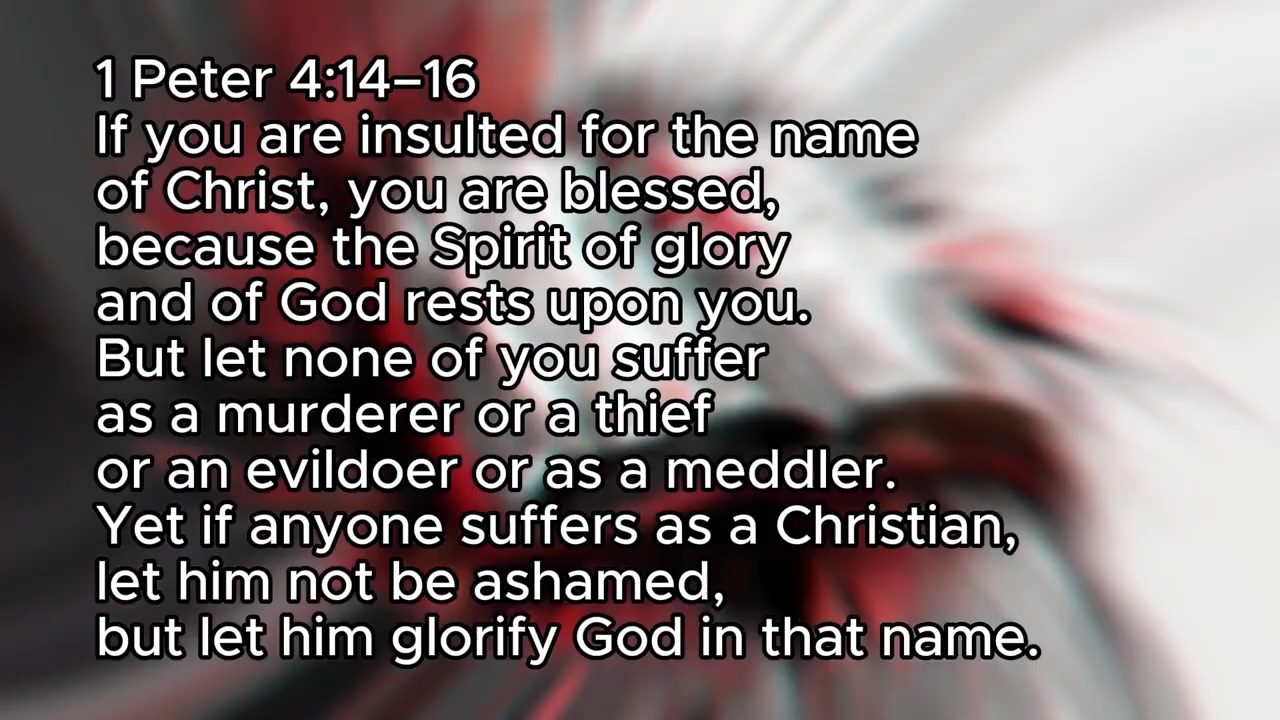 1 Peter 4:14–16
If you are insulted for the name
of Christ, you are blessed,
because the Spirit of glory
and of God rests upon you.
But let none of you suffer
as a murderer or a thief
or an evildoer or as a meddler.
Yet if anyone suffers as a Christian,
let him not be ashamed,
but let him glorify God in that name.